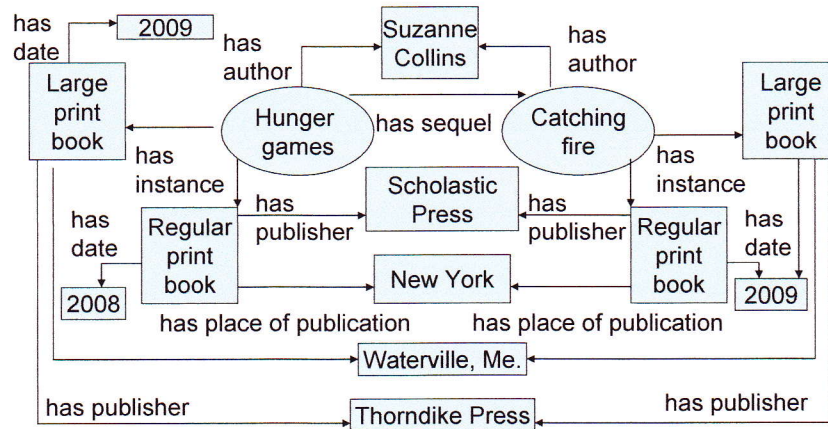 has
date
2009
has
author
Suzanne
Collins
has
author
Large
print
book
Hunger
games
has sequel
Catching
fire
Large
print
book
has
instance
has
publisher
Scholastic
Press
has
publisher
has
instance
has
date
Regular
print
book
2008
New York
Regular
print
book
has
date
2009
has place of publication
has place of publication
Waterville, Me.
has publisher
Thorndike Press
has publisher